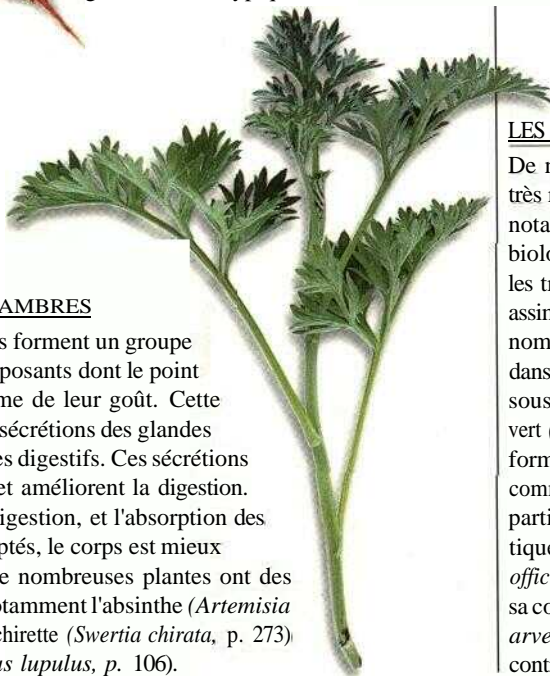 AMBRES
s forment un groupe
posants dont le point
me de leur goût. Cette
sécrétions des glandes
es digestifs. Ces sécrétions
et améliorent la digestion.
igestion, et l'absorption des
ptés, le corps est mieux
e nombreuses plantes ont des
otamment l'absinthe (Artemisia
chirette (Swertia chirata, p. 273)
us lupulus, p. 106).
LES
De
très
nota
biolo
les tr
assin
nom
dans
sous
vert (
form
comm
parti
tique
offic
sa co
arve
conti